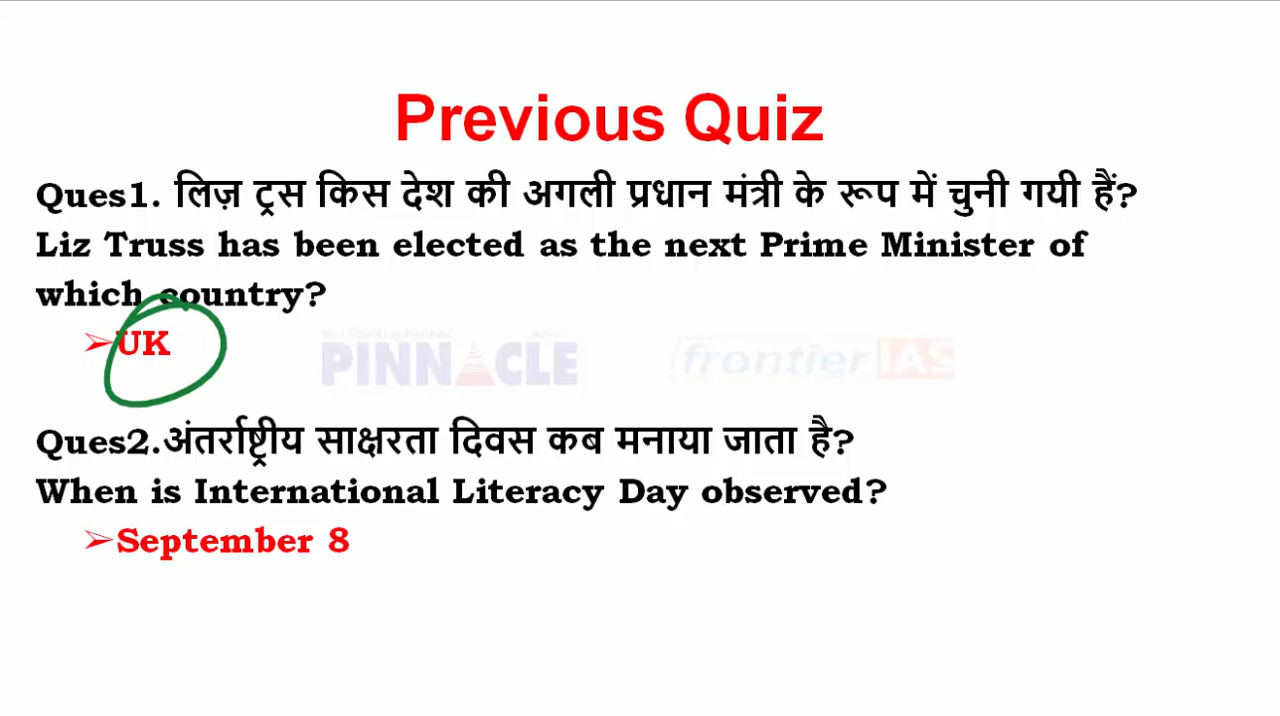 Previous Quiz
Ques1. लिज़ ट्रस किस देश की अगली प्रधान मंत्री के रूप में चुनी गयी हैं?
Liz Truss has been elected as the next Prime Minister of
which country?
➢UK
PINNACLE frontier IAS
Ques2.अंतर्राष्ट्रीय साक्षरता दिवस कब मनाया जाता है?
When is International Literacy Day observed?
➢September 8